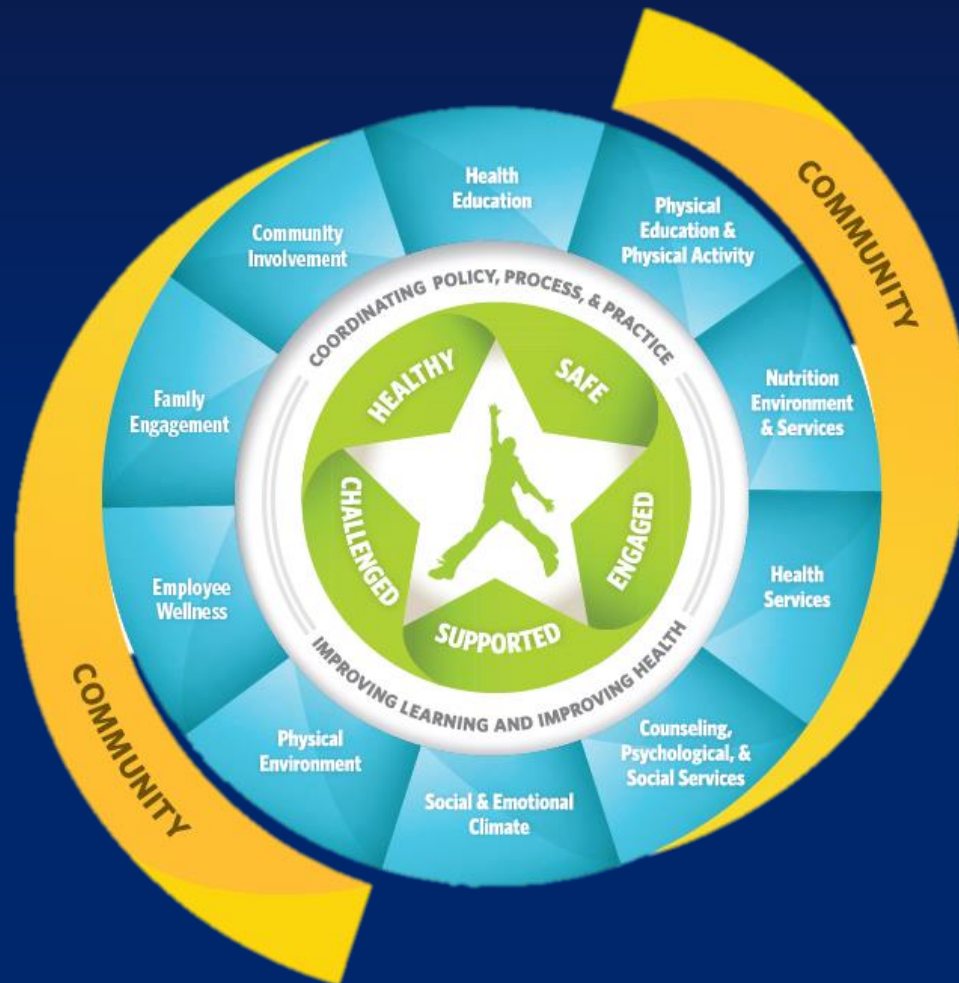 COMMUNITY
Health
Education
Physical
Education &
Physical Activity
Nutrition
Environment
& Services
Health
Services
Counseling,
Psychological, &
Social Services
Social & Emotional
Climate
Physical
Environment
Employee
Wellness
Family
Engagement
Community
Involvement
COORDINATING POLICY, PROCESS, & PRACTICE
IMPROVING LEARNING AND IMPROVING HEALTH
HEALTHY
SAFE
ENGAGED
SUPPORTED
CHALLENGED
COMMUNITY